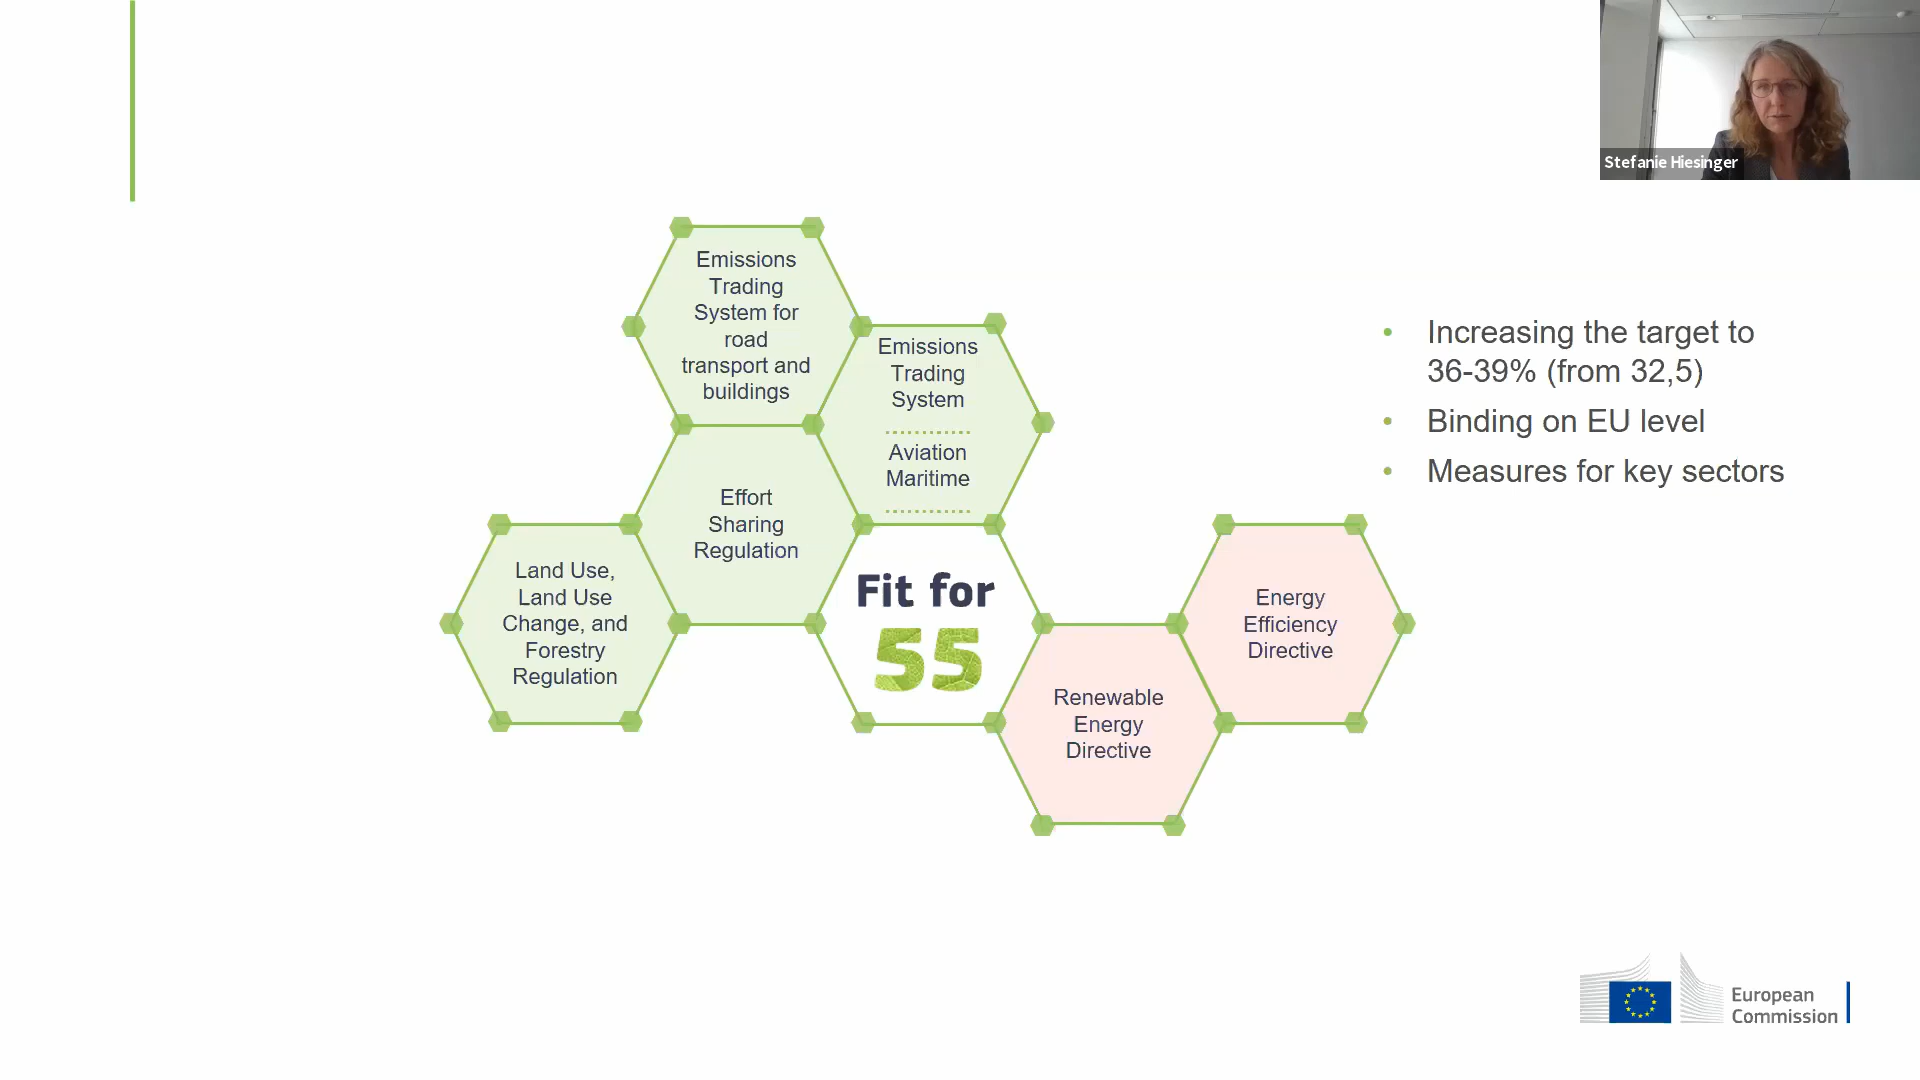 Stefanie Hiesinger
Emissions
Trading
System for
road
transport and
buildings
Emissions
Trading
System
Aviation
Maritime
Effort
Sharing
Regulation
Land Use,
Land Use
Change, and
Forestry
Regulation
Fit for
55
Renewable
Energy
Directive
Energy
Efficiency
Directive
• Increasing the target to
36-39% (from 32,5)
• Binding on EU level
• Measures for key sectors
European
Commission